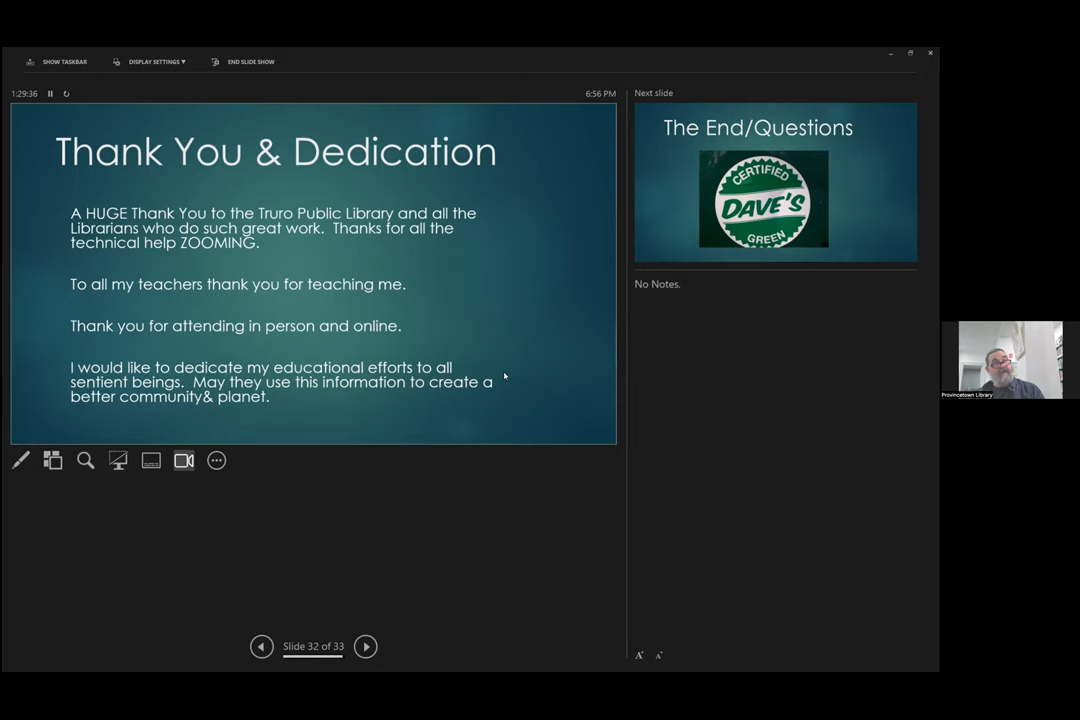 SHOW TASKBAR
DISPLAY SETTINGS ▼
END SLIDE SHOW
1:29:36
6:56 PM
Thank You & Dedication
A HUGE Thank You to the Truro Public Library and all the
Librarians who do such great work. Thanks for all the
technical help ZOOMING.
To all my teachers thank you for teaching me.
Thank you for attending in person and online.
I would like to dedicate my educational efforts to all
sentient beings. May they use this information to create a
better community& planet.
Slide 32 of 33
Next slide
The End/Questions
CERTIFIED
DAVE'S
GREEN
No Notes.
A A
Provincetown Library